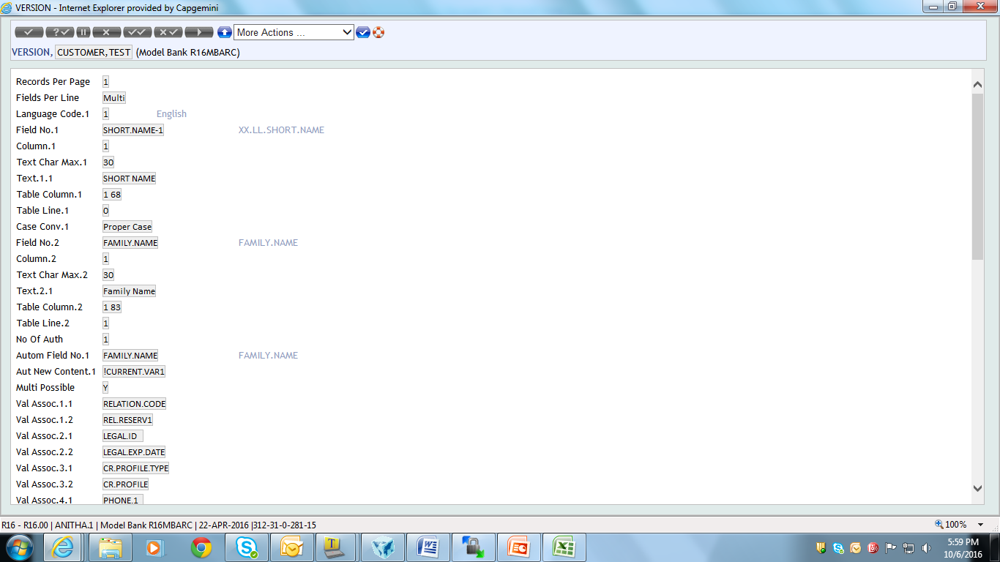 VERSION - Internet Explorer provided by Capgemini
More Actions ...
VERSION, CUSTOMER,TEST (Model Bank R16MBARC)
Records Per Page 1
Fields Per Line Multi
Language Code.1 1 English
Field No.1 SHORT.NAME-1 XX.LL.SHORT.NAME
Column.1 1
Text Char Max.1 30
Text.1.1 SHORT NAME
Table Column.1 1 68
Table Line.1 0
Case Conv.1 Proper Case
Field No.2 FAMILY.NAME FAMILY.NAME
Column.2 1
Text Char Max.2 30
Text.2.1 Family Name
Table Column.2 1 83
Table Line.2 1
No Of Auth 1
Autom Field No.1 FAMILY.NAME FAMILY.NAME
Aut New Content.1 !CURRENT.VAR1
Multi Possible Y
Val Assoc.1.1 RELATION.CODE
Val Assoc.1.2 REL.RESERV1
Val Assoc.2.1 LEGAL.ID
Val Assoc.2.2 LEGAL.EXP.DATE
Val Assoc.3.1 CR.PROFILE.TYPE
Val Assoc.3.2 CR.PROFILE
Val Assoc.4.1 PHONE.1
R16 - R16.00 | ANITHA.1 | Model Bank R16MBARC | 22-APR-2016 |312-31-0-281-15
100%
5:59 PM
10/6/2016